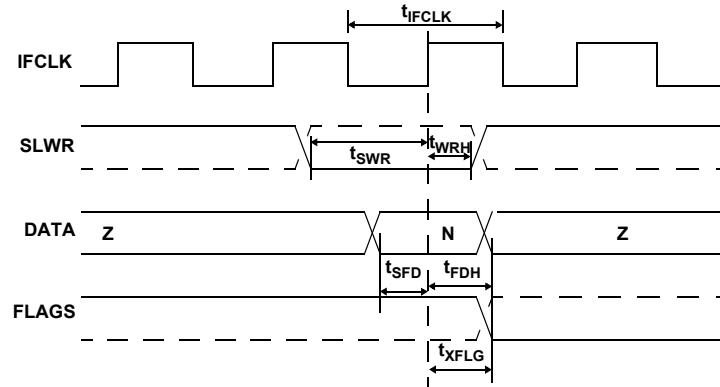 tIFCLK
IFCLK
SLWR
tSWR
tWRH
DATA
Z
N
Z
tSFD
tFDH
FLAGS
tXFLG